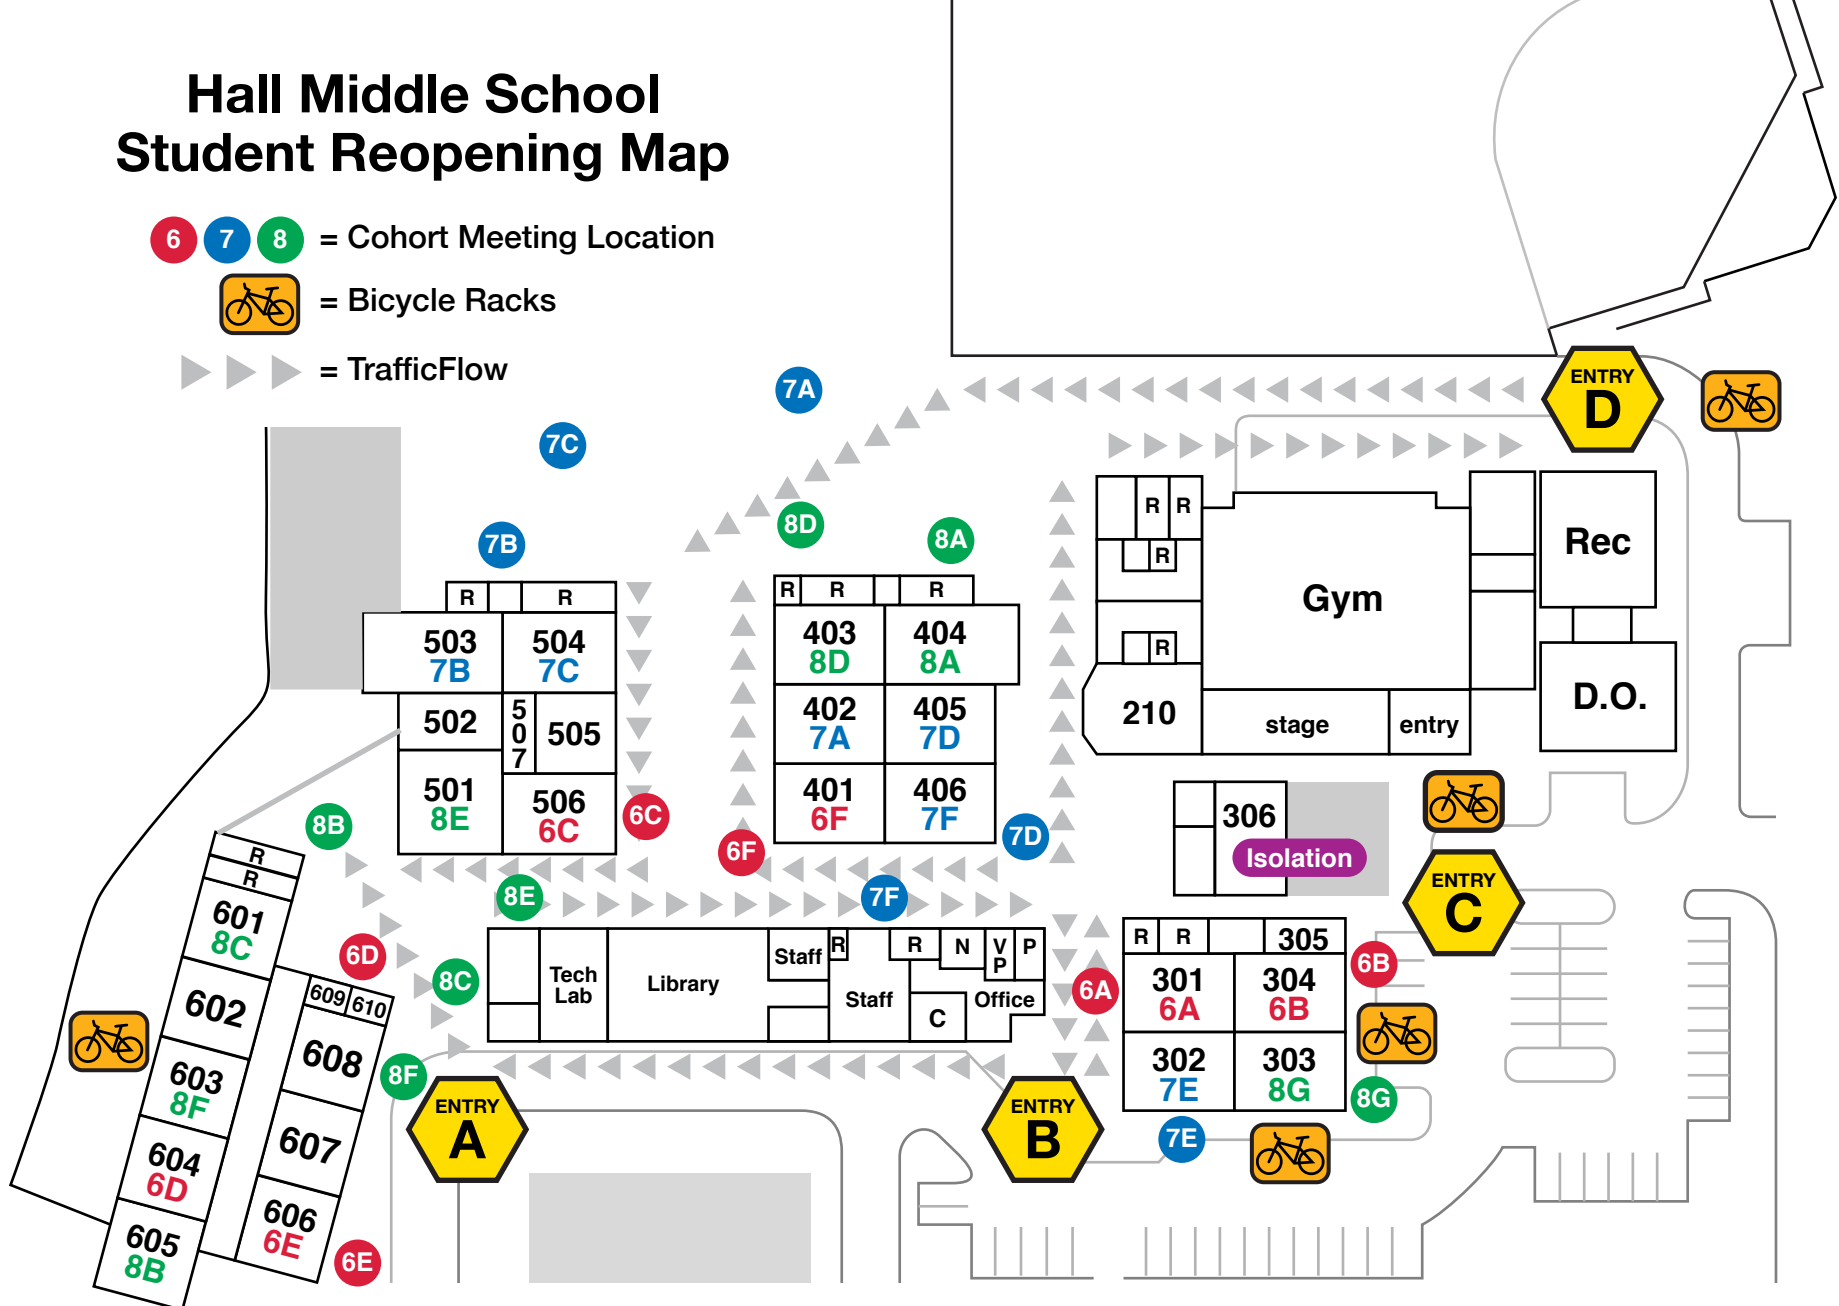 Hall Middle School
Student Reopening Map
6 7 8 = Cohort Meeting Location
= Bicycle Racks
= TrafficFlow
7A
7C
7B
8D
8A
ENTRY
D
R R
503
7B
504
7C
502
5
0
7
505
501
8E
506
6C
6C
R R R
403
8D
404
8A
402
7A
405
7D
401
6F
406
7F
6F
7D
R R
R
R
210
Gym
stage
entry
Rec
D.O.
306
Isolation
ENTRY
C
8B
8E
7F
6D
8C
8F
R
R
601
8C
602
603
8F
604
6D
605
8B
609 610
608
607
606
6E
6E
Tech
Lab
Library
Staff
R
Staff
R
N
V
P
P
C
Office
6A
R R
305
301
6A
304
6B
302
7E
303
8G
6B
8G
7E
ENTRY
A
ENTRY
B